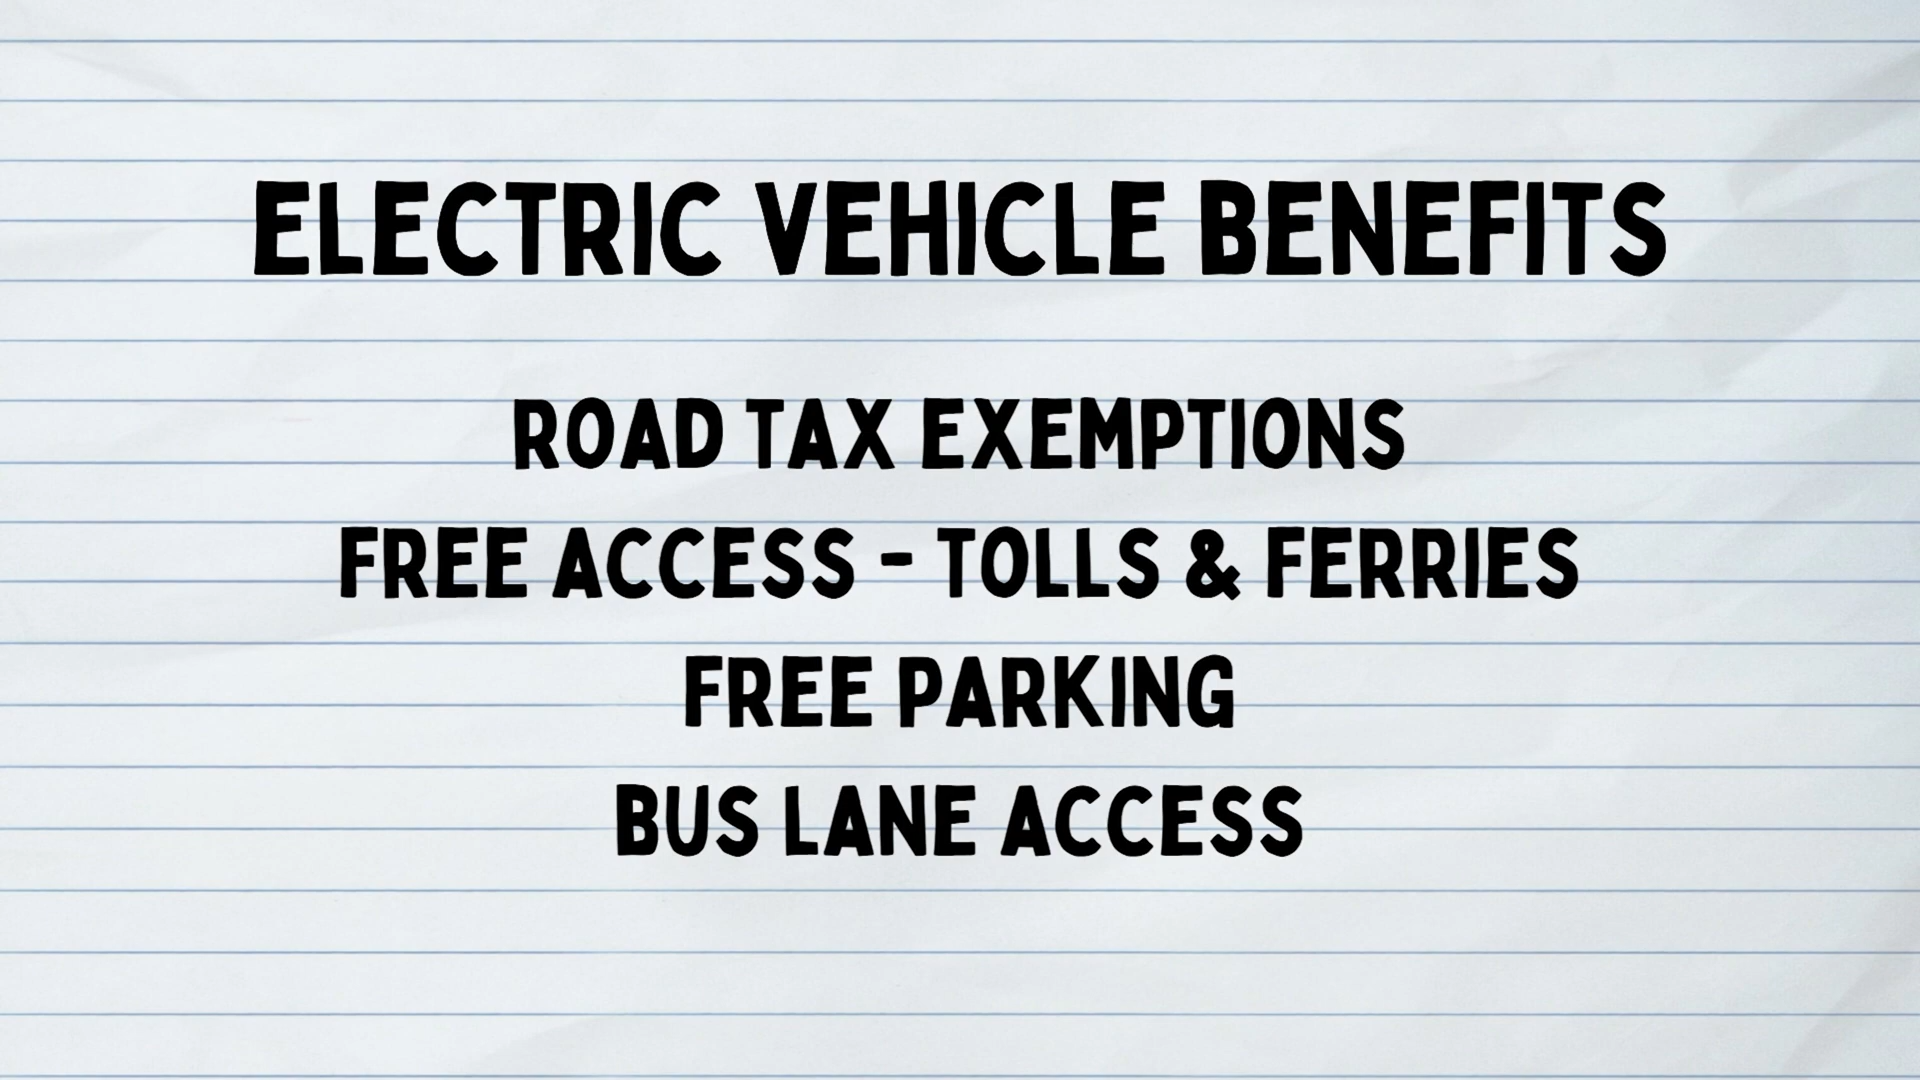 ELECTRIC VEHICLE BENEFITS
ROAD TAX EXEMPTIONS
FREE ACCESS - TOLLS & FERRIES
FREE PARKING
BUS LANE ACCESS